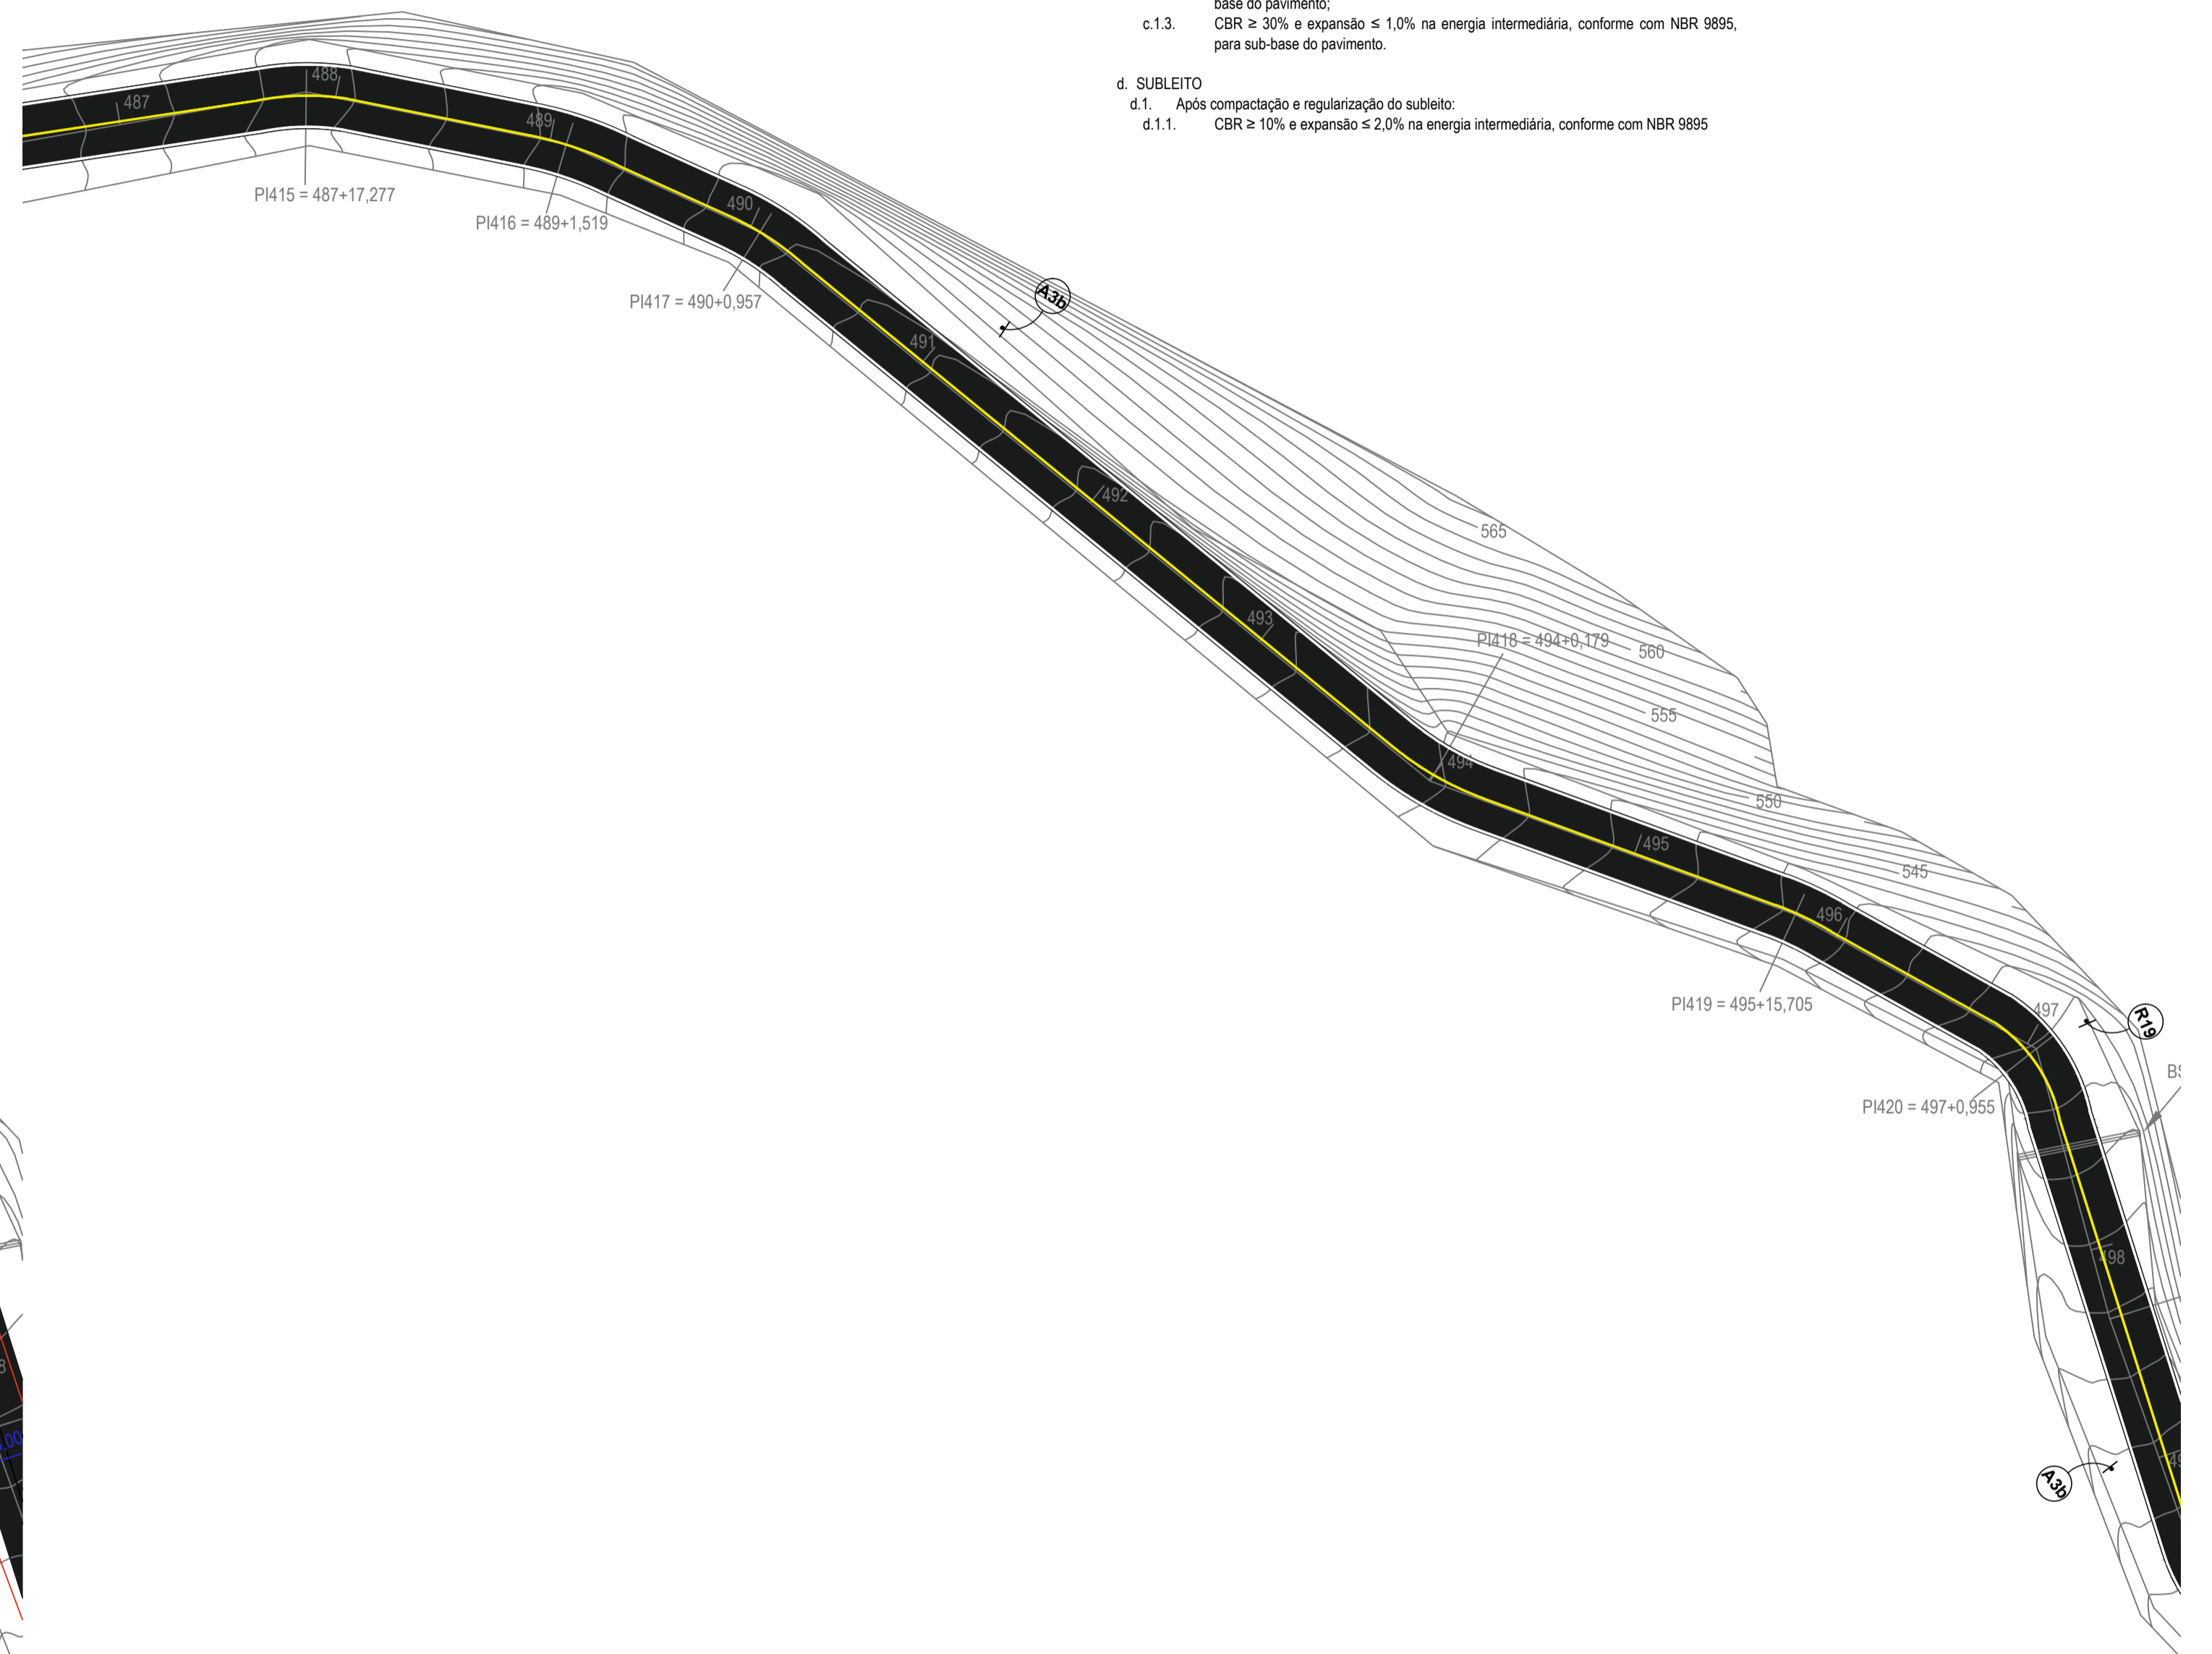 base do pavimento;
c.1.3. CBR ≥ 30% e expansão ≤ 1,0% na energia intermediária, conforme com NBR 9895,
para sub-base do pavimento.
d. SUBLEITO
d.1. Após compactação e regularização do subleito:
d.1.1. CBR ≥ 10% e expansão ≤ 2,0% na energia intermediária, conforme com NBR 9895
487
488
489
PI415 = 487+17,277
490
PI416 = 489+1,519
PI417 = 490+0,957
A3b
491
492
565
493
PI418 = 494+0,179
560
555
494
550
495
545
496
PI419 = 495+15,705
497
R19
PI420 = 497+0,955
498
A3b